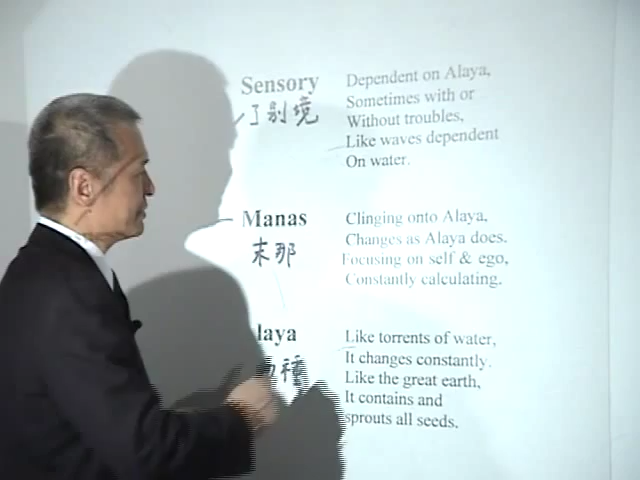 Sensory
了别境
Dependent on Alaya,
Sometimes with or
Without troubles,
Like waves dependent
On water.
Manas
末那
Clinging onto Alaya,
Changes as Alaya does.
Focusing on self & ego,
Constantly calculating.
laya
種
Like torrents of water,
It changes constantly.
Like the great earth,
It contains and
sprouts all seeds.